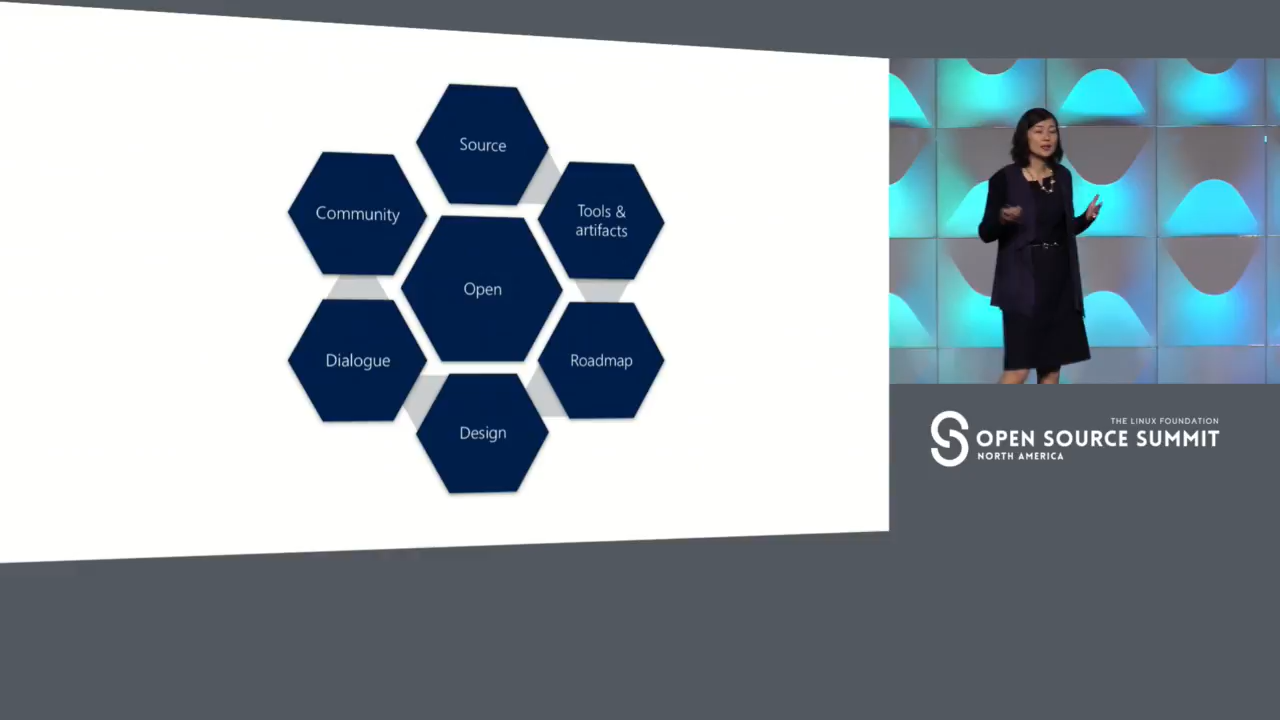 Source
Community
Tools &
artifacts
Open
Dialogue
Roadmap
Design
THE LINUX FOUNDATION
OPEN SOURCE SUMMIT
NORTH AMERICA